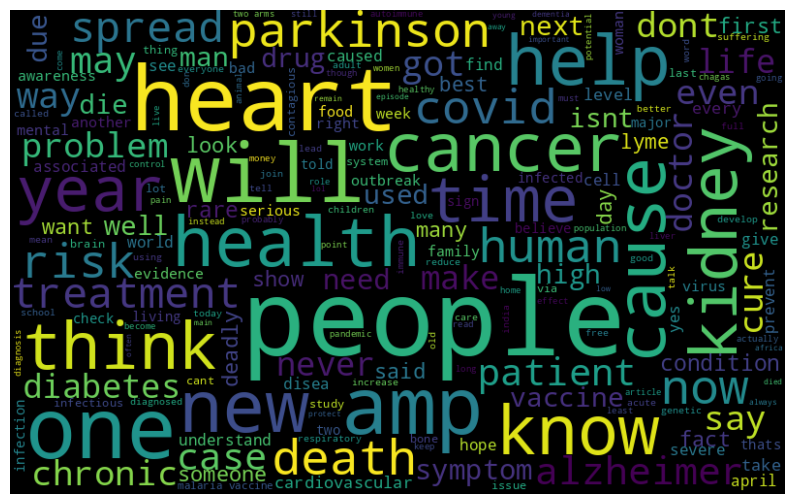 two arms
still
autoimmune
young
dementia
due
spread
parkinson
next
dont
first
woman
suffering
may
man
thing
drug
caused
got
find
important
word
potential
away
though
women
adult
bad
see
everyone
awareness
die
another
contagious
best
level
last
chagas
going
heart
help
life
way
animal
healthy
episode
food
week
covid
even
must
better
called
come
done
live
remain
right
isnt
major
every
full
problem
look
mental
control
money
lead
told
work
system
cancer
lyme
doctor
research
associated
join
role
lot
outbreak
infected
cell
day
year
will
used
time
sign
pain
tell
rare
serious
children
love
believe
population
liver
develop
want
well
instead
probably
many
human
cause
kidney
mean
brain
world
point
immune
family
reduce
good
give
risk
health
evidence
using
show
need
make
high
via
talk
virus
cure
prevent
treatment
people
home
effect
low
yes
school
today
check
living
become
deadly
pandemic
care
read
india
free
actually
africa
think
often
main
old
never
said
patient
condition
diagnosis
diabetes
cant
increase
disea
long
vaccine
article
acute
died
now
one
new
amp
know
infectious
diagnosed
study
protect
least
genetic
always
say
infection
understand
respiratory
two
bone
keep
hope
fact
thats
case
death
severe
chronic
someone
symptom
alzheimer
take
malaria vaccine
cardiovascular
issue
april